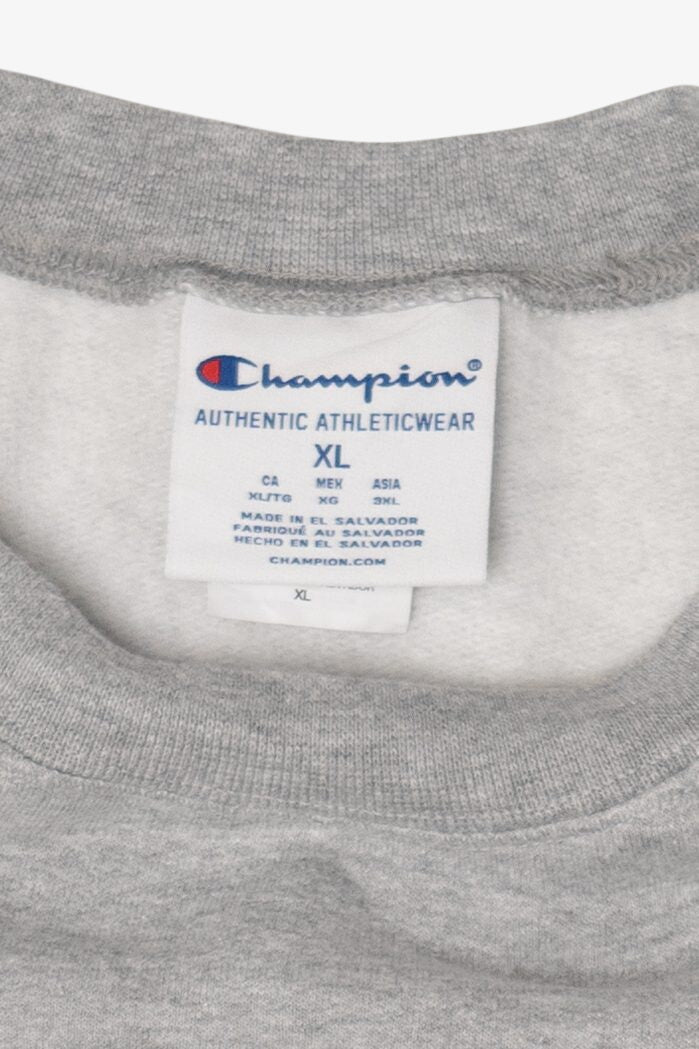 Champion®
AUTHENTIC ATHLETICWEAR
XL
CA MEX ASIA
XL/TG XG 3XL
MADE IN EL SALVADOR
FABRIQUÉ AU SALVADOR
HECHO EN EL SALVADOR
CHAMPION.COM
XL